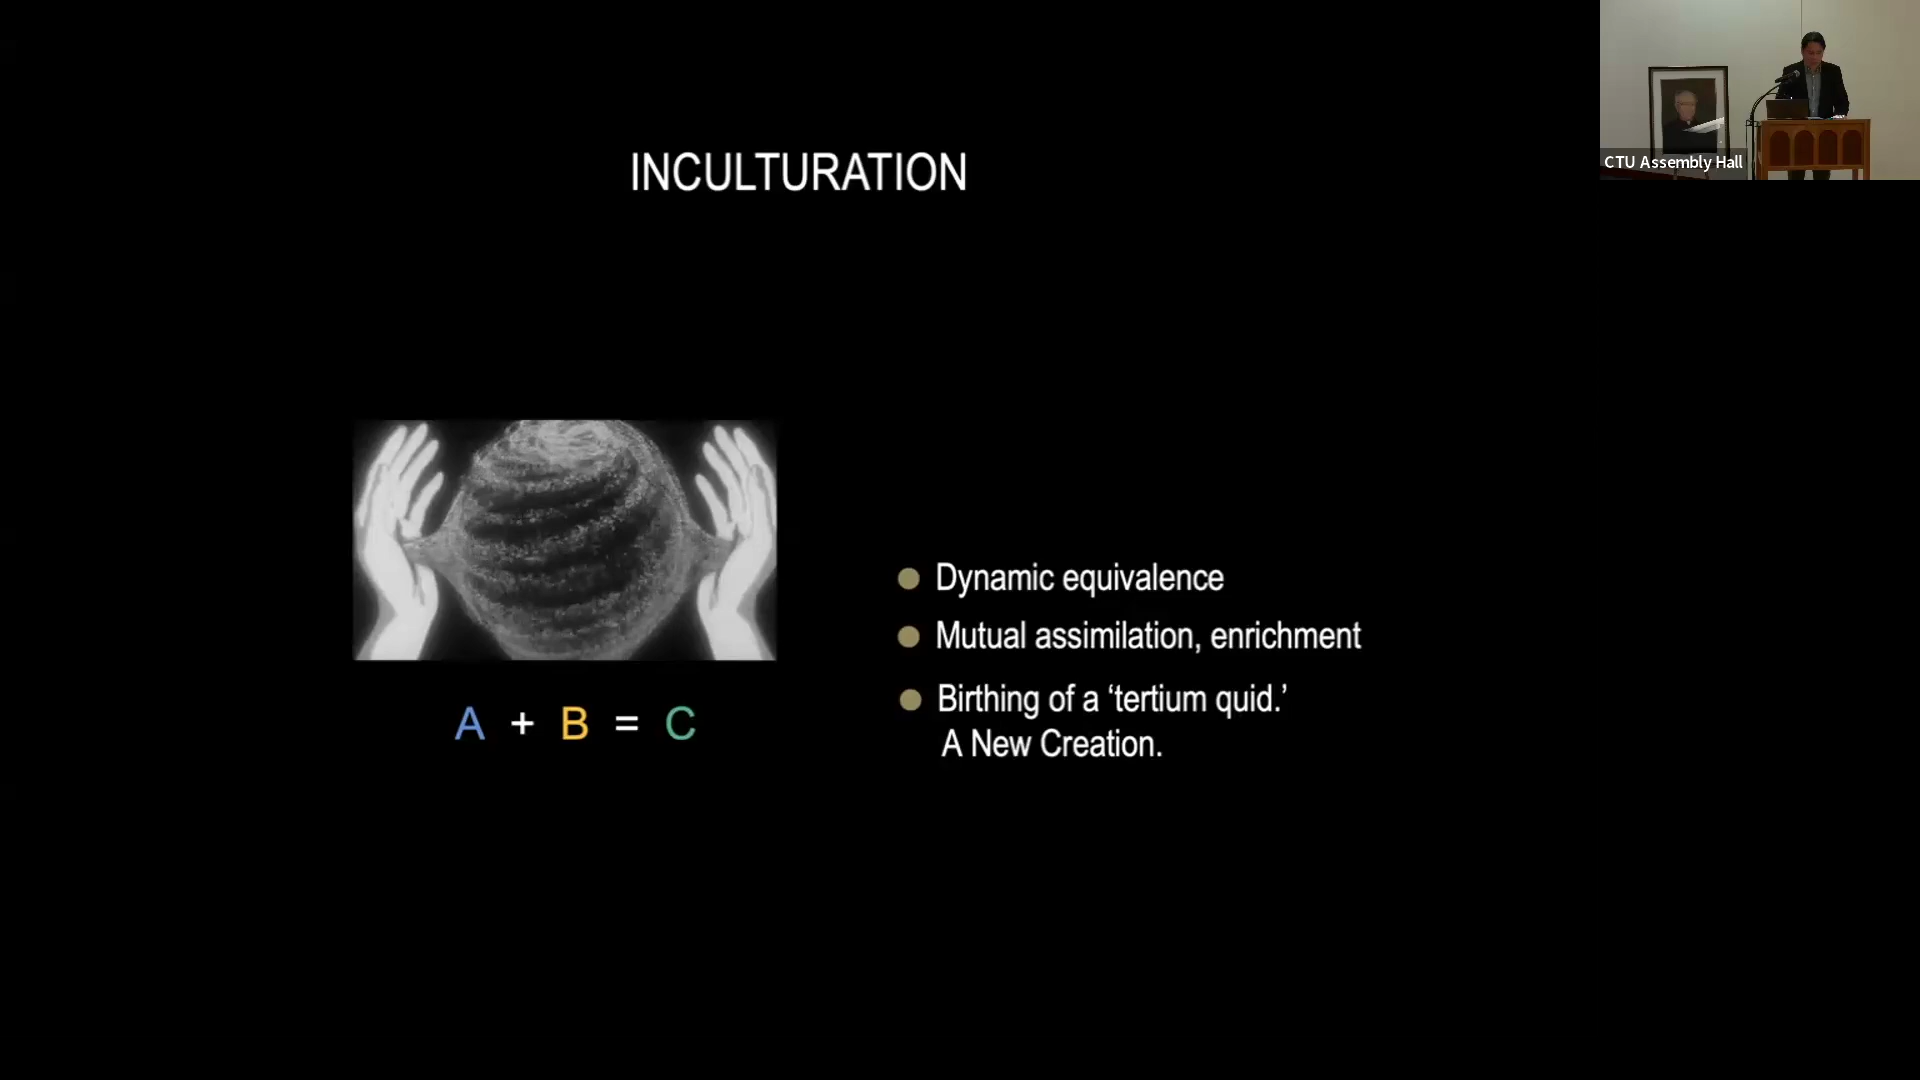 INCULTURATION
CTU Assembly Hall
Dynamic equivalence
Mutual assimilation, enrichment
Birthing of a ‘tertium quid.’
A New Creation.
A + B = C